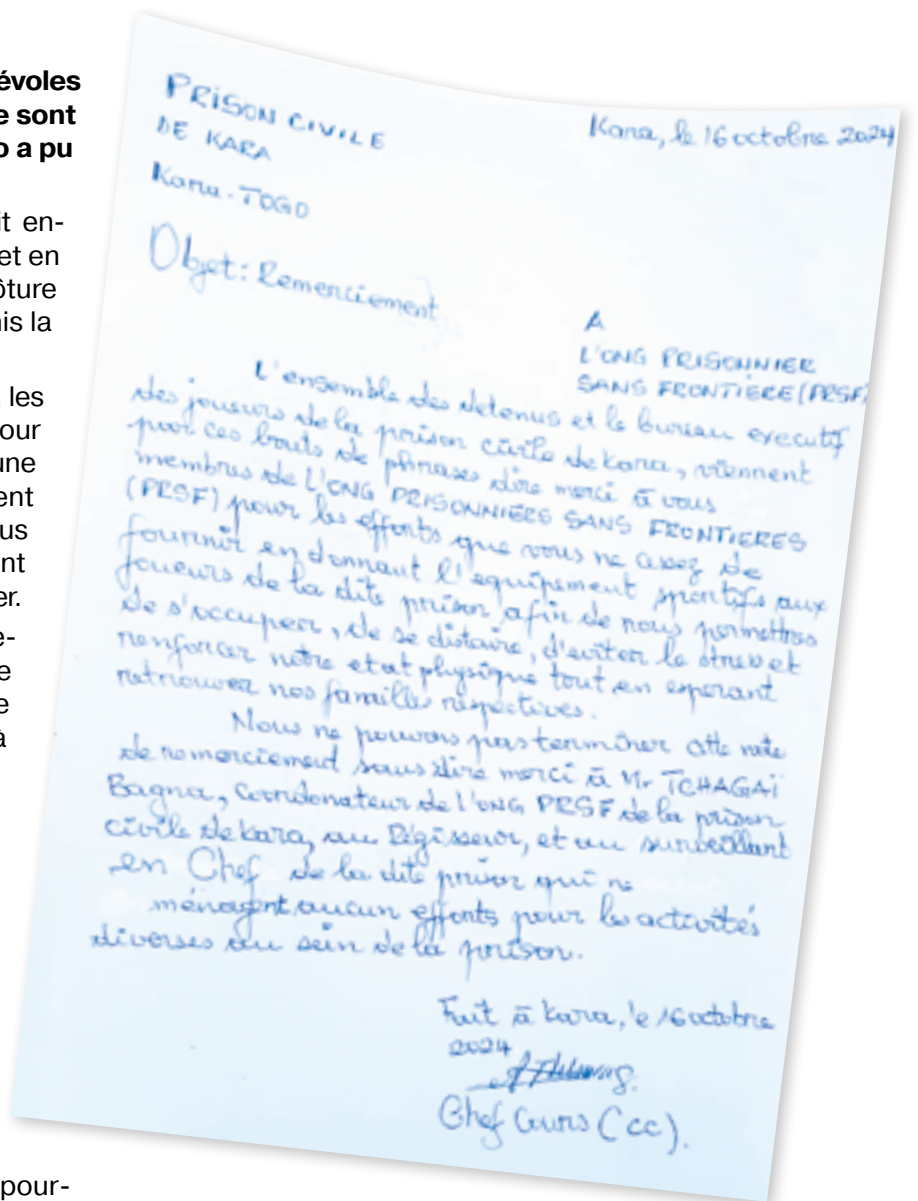 évoles
e sont
o a pu
it en-
et en
ôture
nis la
les
our
une
ent
us
nt
er.
e-
e
e
à
pour-
PRISON CIVILE
DE KARA
Kara-TOGO
Kara, le 16 octobre 2024
Objet: Remerciement
A
L'ONG PRISONNIER
SANS FRONTIERE (PRSF)
L'ensemble des detenus et le bureau executif
des joueurs de la prison civile de kara, viennent
par ces bouts de phrases dire merci à vous
membres de L'ONG PRISONNIERS SANS FRONTIERES
(PRSF) pour les efforts que vous ne cesez de
fournir en donnant l'equipement sportifs aux
joueurs de la dite prison afin de nous permettres
de s'occuper, de se distaire, d'eviter le stress et
renforcer notre etat physique tout en esperant
retrouver nos familles respectives.
Nous ne pouvons pas terminer cette note
de remerciement sans dire merci à Mr TCHAGAÏ
Bagna, Coordonateur de l'ONG PRSF de la prison
civile de kara, au Régisseur, et au surveillant
en Chef de la dite prison qui ne
ménagent aucun efforts pour les activités
diverses au sein de la prison.
Fait à kara, le 16 octobre
2024
Chef Cours (CC).